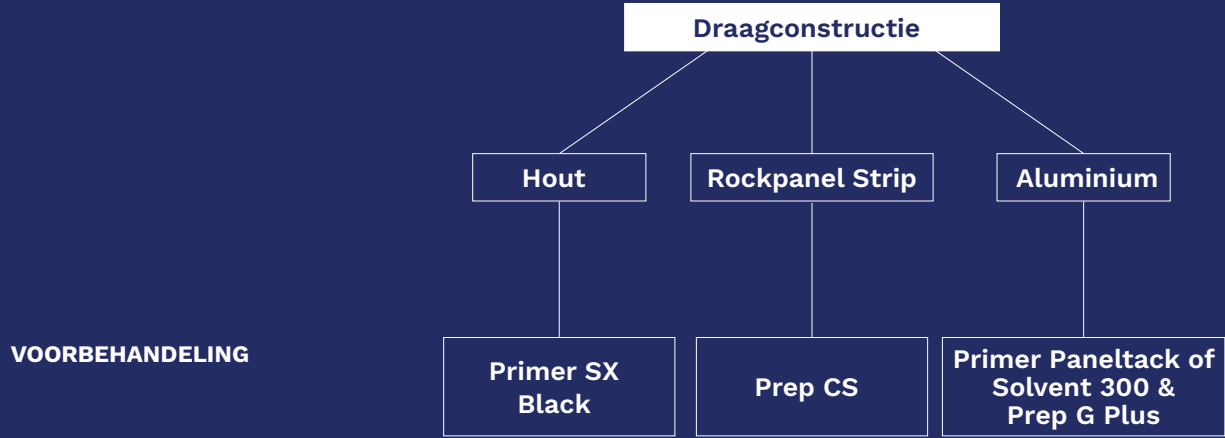 Draagconstructie
Hout
Rockpanel Strip
Aluminium
VOORBEHANDELING
Primer SX
Black
Prep CS
Primer Paneltack of
Solvent 300 &
Prep G Plus